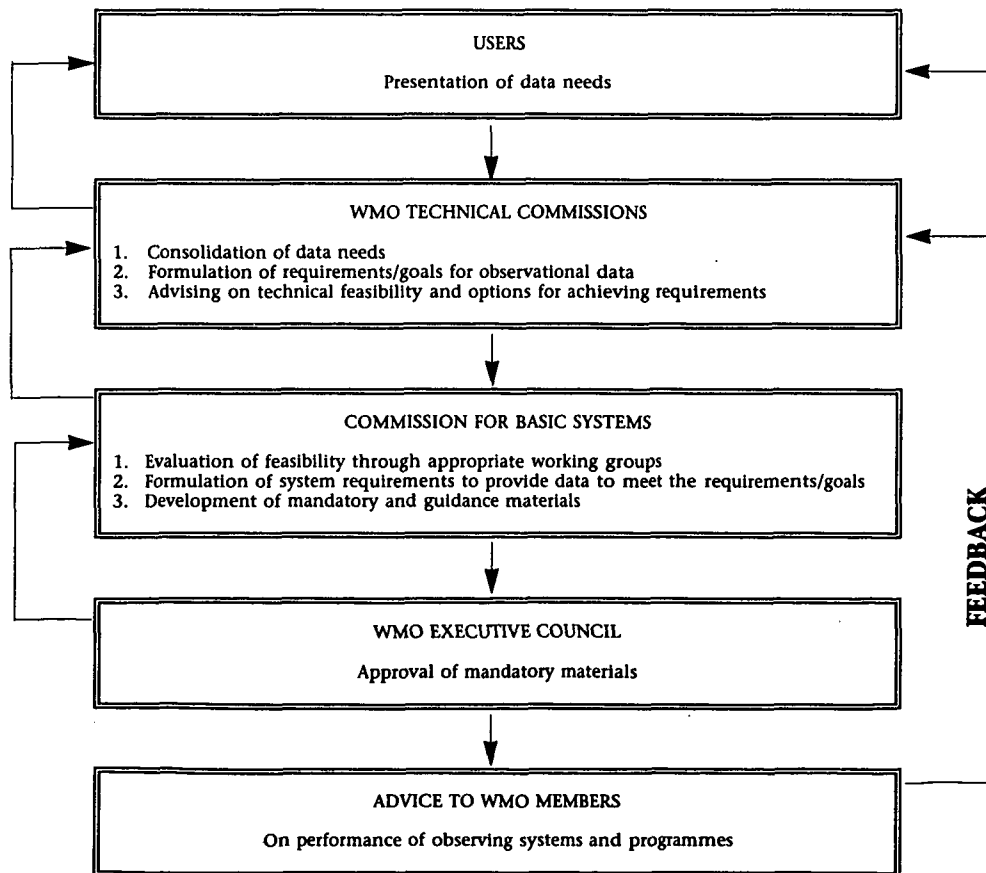 USERS
Presentation of data needs
WMO TECHNICAL COMMISSIONS
1. Consolidation of data needs
2. Formulation of requirements/goals for observational data
3. Advising on technical feasibility and options for achieving requirements
COMMISSION FOR BASIC SYSTEMS
1. Evaluation of feasibility through appropriate working groups
2. Formulation of system requirements to provide data to meet the requirements/goals
3. Development of mandatory and guidance materials
FEEDBACK
WMO EXECUTIVE COUNCIL
Approval of mandatory materials
ADVICE TO WMO MEMBERS
On performance of observing systems and programmes